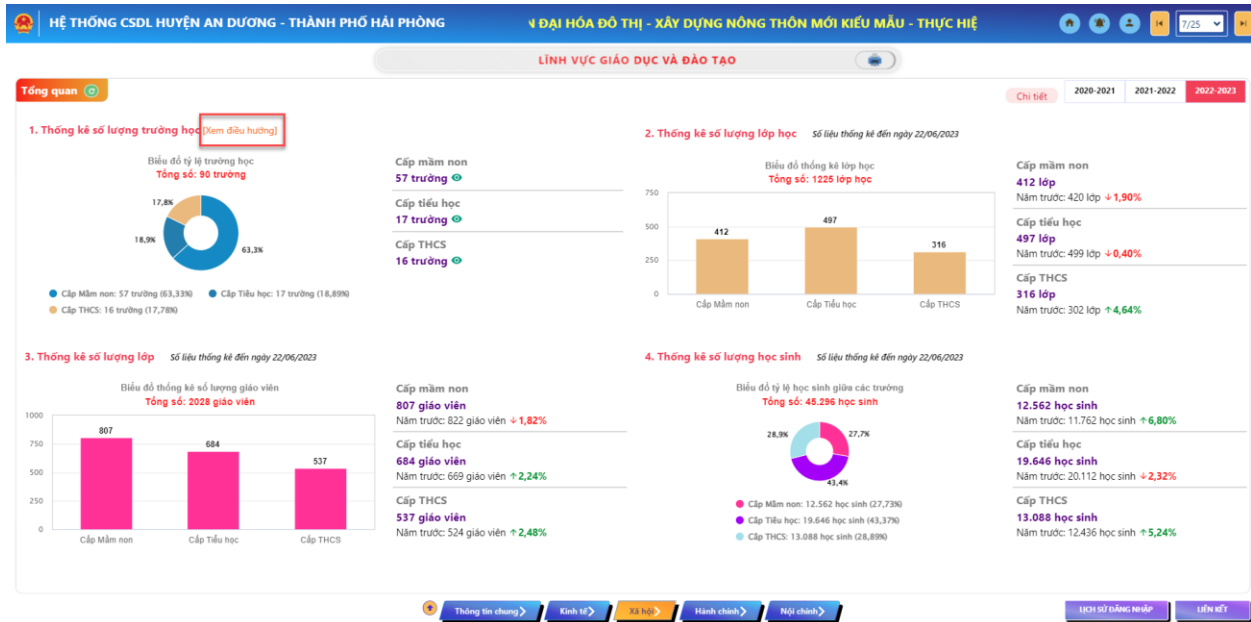 HỆ THỐNG CSDL HUYỆN AN DƯƠNG - THÀNH PHỐ HẢI PHÒNG
ĐẠI HÓA ĐÔ THỊ - XÂY DỰNG NÔNG THÔN MỚI KIỂU MẪU - THỰC HIỆ
7/25
LĨNH VỰC GIÁO DỤC VÀ ĐÀO TẠO
Tổng quan
Chi tiết
2020-2021
2021-2022
2022-2023
1. Thống kê số lượng trường học [Xem điều hướng]
Biểu đồ tỷ lệ trường học
Tổng số: 90 trường
17,8%
18,9%
63,3%
Cấp Mầm non: 57 trường (63,33%)
Cấp Tiểu học: 17 trường (18,89%)
Cấp THCS: 16 trường (17,78%)
Cấp mầm non
57 trường
Cấp tiểu học
17 trường
Cấp THCS
16 trường
2. Thống kê số lượng lớp học
Số liệu thống kê đến ngày 22/06/2023
Biểu đồ thống kê lớp học
Tổng số: 1225 lớp học
750
500
250
0
412
497
316
Cấp Mầm non
Cấp Tiểu học
Cấp THCS
Cấp mầm non
412 lớp
Năm trước: 420 lớp ↓1,90%
Cấp tiểu học
497 lớp
Năm trước: 499 lớp ↓0,40%
Cấp THCS
316 lớp
Năm trước: 302 lớp ↑4,64%
3. Thống kê số lượng lớp
Số liệu thống kê đến ngày 22/06/2023
Biểu đồ thống kê số lượng giáo viên
Tổng số: 2028 giáo viên
1000
750
500
250
0
807
684
537
Cấp Mầm non
Cấp Tiểu học
Cấp THCS
Cấp mầm non
807 giáo viên
Năm trước: 822 giáo viên ↓1,82%
Cấp tiểu học
684 giáo viên
Năm trước: 669 giáo viên ↑2,24%
Cấp THCS
537 giáo viên
Năm trước: 524 giáo viên ↑2,48%
4. Thống kê số lượng học sinh
Số liệu thống kê đến ngày 22/06/2023
Biểu đồ tỷ lệ học sinh giữa các trường
Tổng số: 45.296 học sinh
28,9%
27,7%
43,4%
Cấp Mầm non: 12.562 học sinh (27,73%)
Cấp Tiểu học: 19.646 học sinh (43,37%)
Cấp THCS: 13.088 học sinh (28,89%)
Cấp mầm non
12.562 học sinh
Năm trước: 11.762 học sinh ↑6,80%
Cấp tiểu học
19.646 học sinh
Năm trước: 20.112 học sinh ↓2,32%
Cấp THCS
13.088 học sinh
Năm trước: 12.436 học sinh ↑5,24%
Thông tin chung
Kinh tế
Xã hội
Hành chính
Nội chính
LỊCH SỬ ĐĂNG NHẬP
LIÊN KẾT